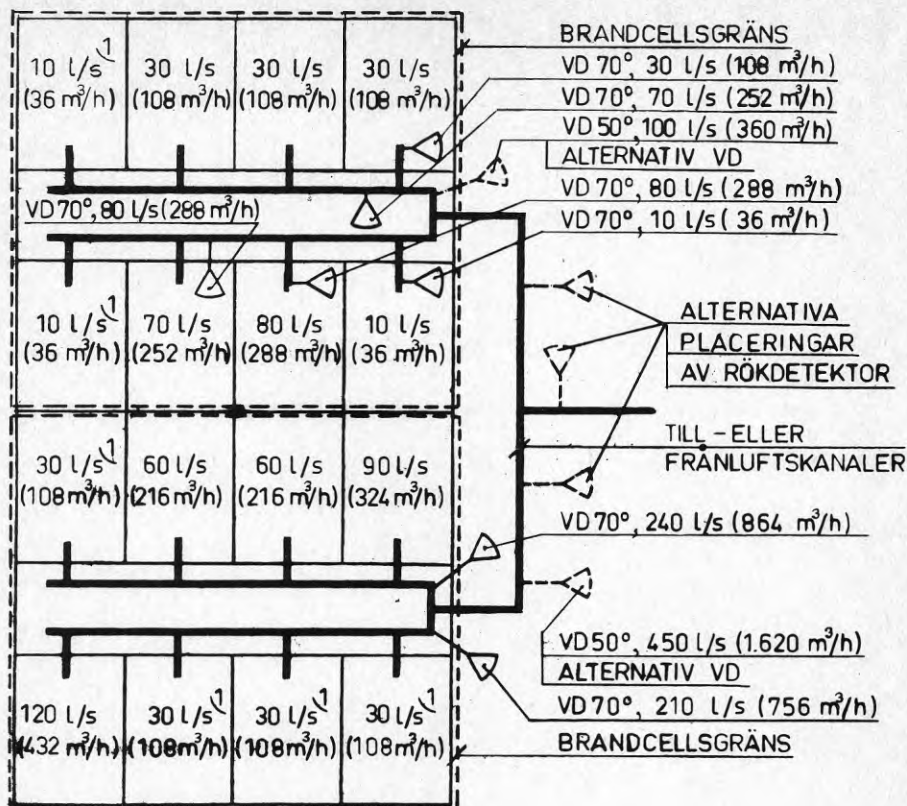 BRANDCELLSGRÄNS
VD 70°, 30 l/s (108 m³/h)
VD 70°, 70 l/s (252 m³/h)
VD 50°, 100 l/s (360 m³/h)
ALTERNATIV VD
VD 70°, 80 l/s (288 m³/h)
VD 70°, 10 l/s ( 36 m³/h)
10 l/s 1) 30 l/s 30 l/s 30 l/s
(36 m³/h) (108 m³/h) (108 m³/h) (108 m³/h)
VD 70°, 80 l/s (288 m³/h)
10 l/s 1) 70 l/s 80 l/s 10 l/s
(36 m³/h) (252 m³/h) (288 m³/h) (36 m³/h)
ALTERNATIVA
PLACERINGAR
AV RÖKDETEKTOR
30 l/s 1) 60 l/s 60 l/s 90 l/s
(108 m³/h) (216 m³/h) (216 m³/h) (324 m³/h)
TILL-ELLER
FRÅNLUFTSKANALER
VD 70°, 240 l/s (864 m³/h)
VD 50°, 450 l/s (1.620 m³/h)
ALTERNATIV VD
VD 70°, 210 l/s (756 m³/h)
120 l/s 30 l/s 1) 30 l/s 1) 30 l/s 1)
(432 m³/h) (108 m³/h) (108 m³/h) (108 m³/h)
BRANDCELLSGRÄNS